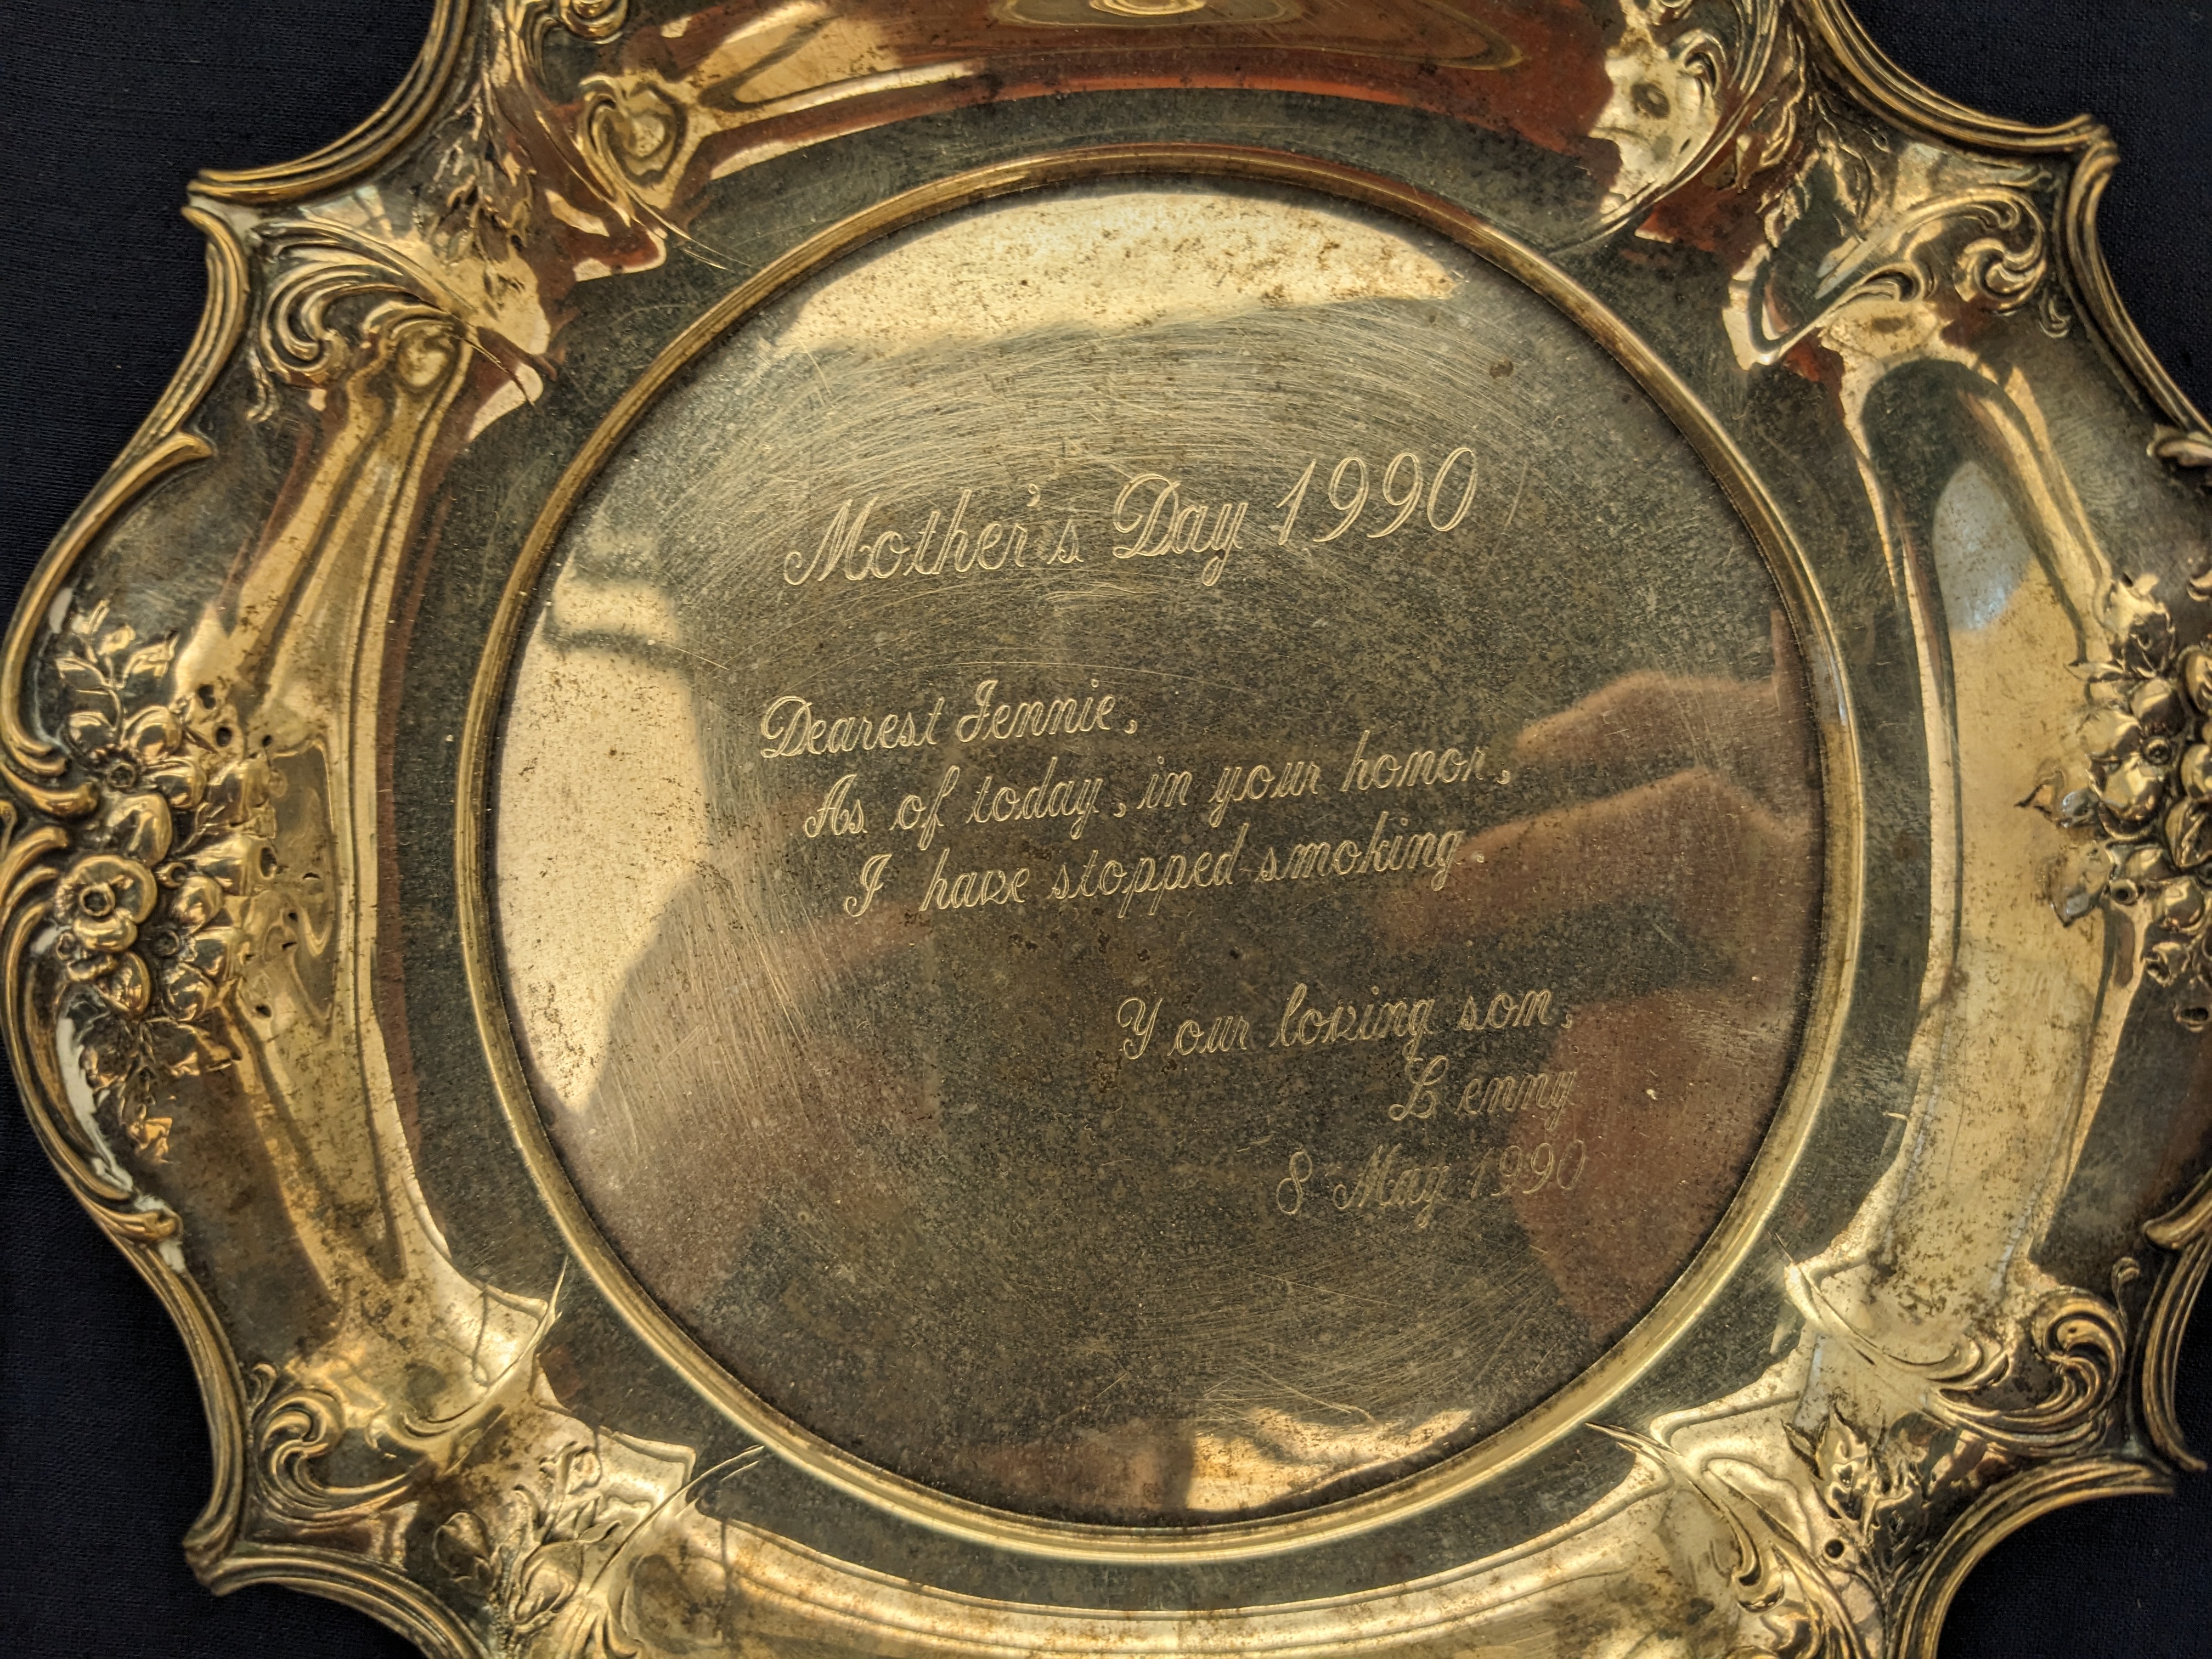 Mother's Day 1990
Dearest Jennie,
As of today, in your honor,
I have stopped smoking.
Your loving son,
Lenny
8 May 1990